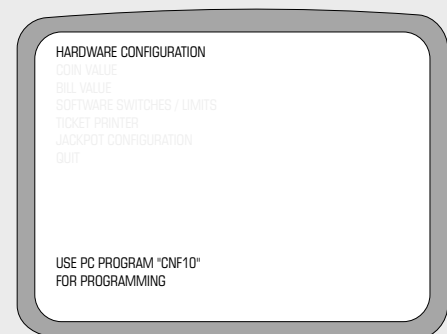 HARDWARE CONFIGURATION
COIN VALUE
BILL VALUE
SOFTWARE SWITCHES / LIMITS
TICKET PRINTER
JACKPOT CONFIGURATION
QUIT
USE PC PROGRAM "CNF10"
FOR PROGRAMMING